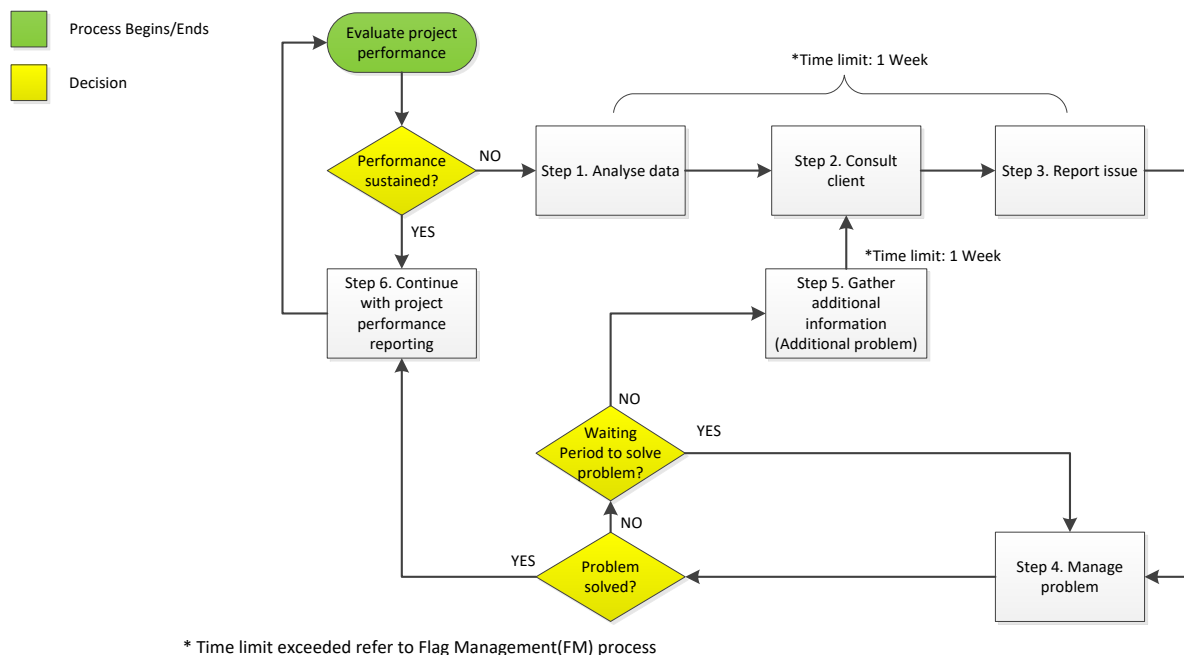 Process Begins/Ends
Decision
Evaluate project
performance
*Time limit: 1 Week
Performance
sustained?
NO
Step 1. Analyse data
Step 2. Consult
client
Step 3. Report issue
YES
*Time limit: 1 Week
Step 6. Continue
with project
performance
reporting
Step 5. Gather
additional
information
(Additional problem)
NO
Waiting
Period to solve
problem?
YES
NO
YES
Problem
solved?
Step 4. Manage
problem
* Time limit exceeded refer to Flag Management(FM) process